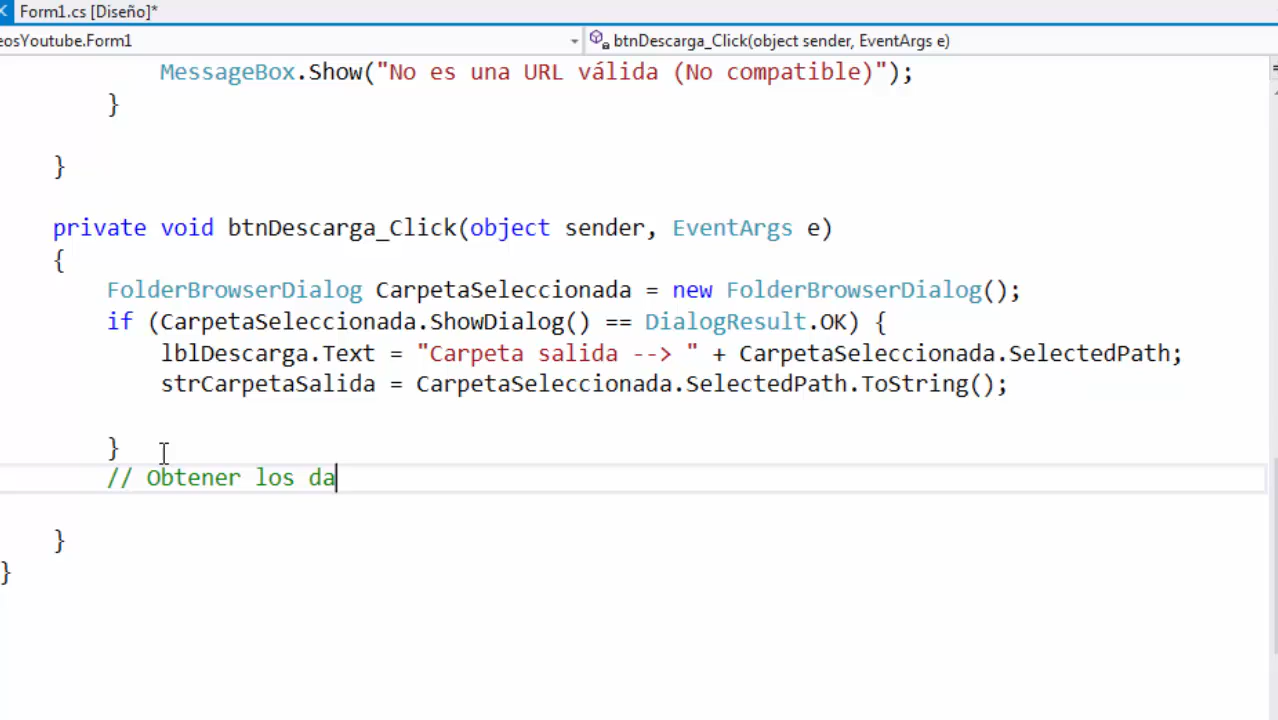 Form1.cs [Diseño]*
eosYoutube.Form1
btnDescarga_Click(object sender, EventArgs e)
MessageBox.Show("No es una URL válida (No compatible)");
}
}
private void btnDescarga_Click(object sender, EventArgs e)
{
FolderBrowserDialog CarpetaSeleccionada = new FolderBrowserDialog();
if (CarpetaSeleccionada.ShowDialog() == DialogResult.OK) {
lblDescarga.Text = "Carpeta salida --> " + CarpetaSeleccionada.SelectedPath;
strCarpetaSalida = CarpetaSeleccionada.SelectedPath.ToString();
}
// Obtener los da
}
}